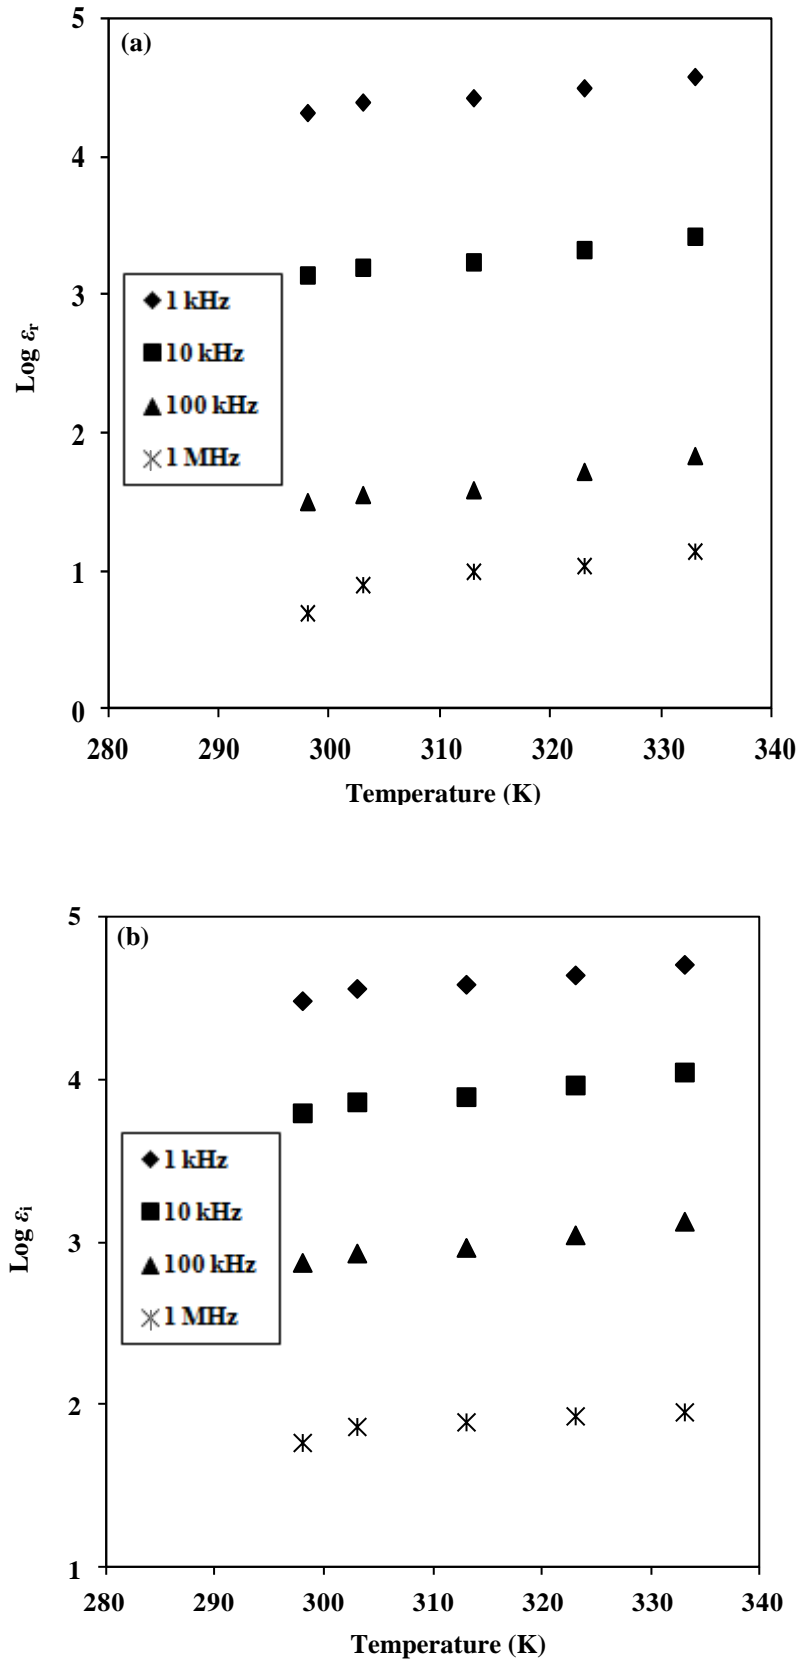 5
(a)
4
3
2
1
0
Log εr
1 kHz
10 kHz
100 kHz
1 MHz
280 290 300 310 320 330 340
Temperature (K)
5
(b)
4
3
2
1
Log εi
1 kHz
10 kHz
100 kHz
1 MHz
280 290 300 310 320 330 340
Temperature (K)